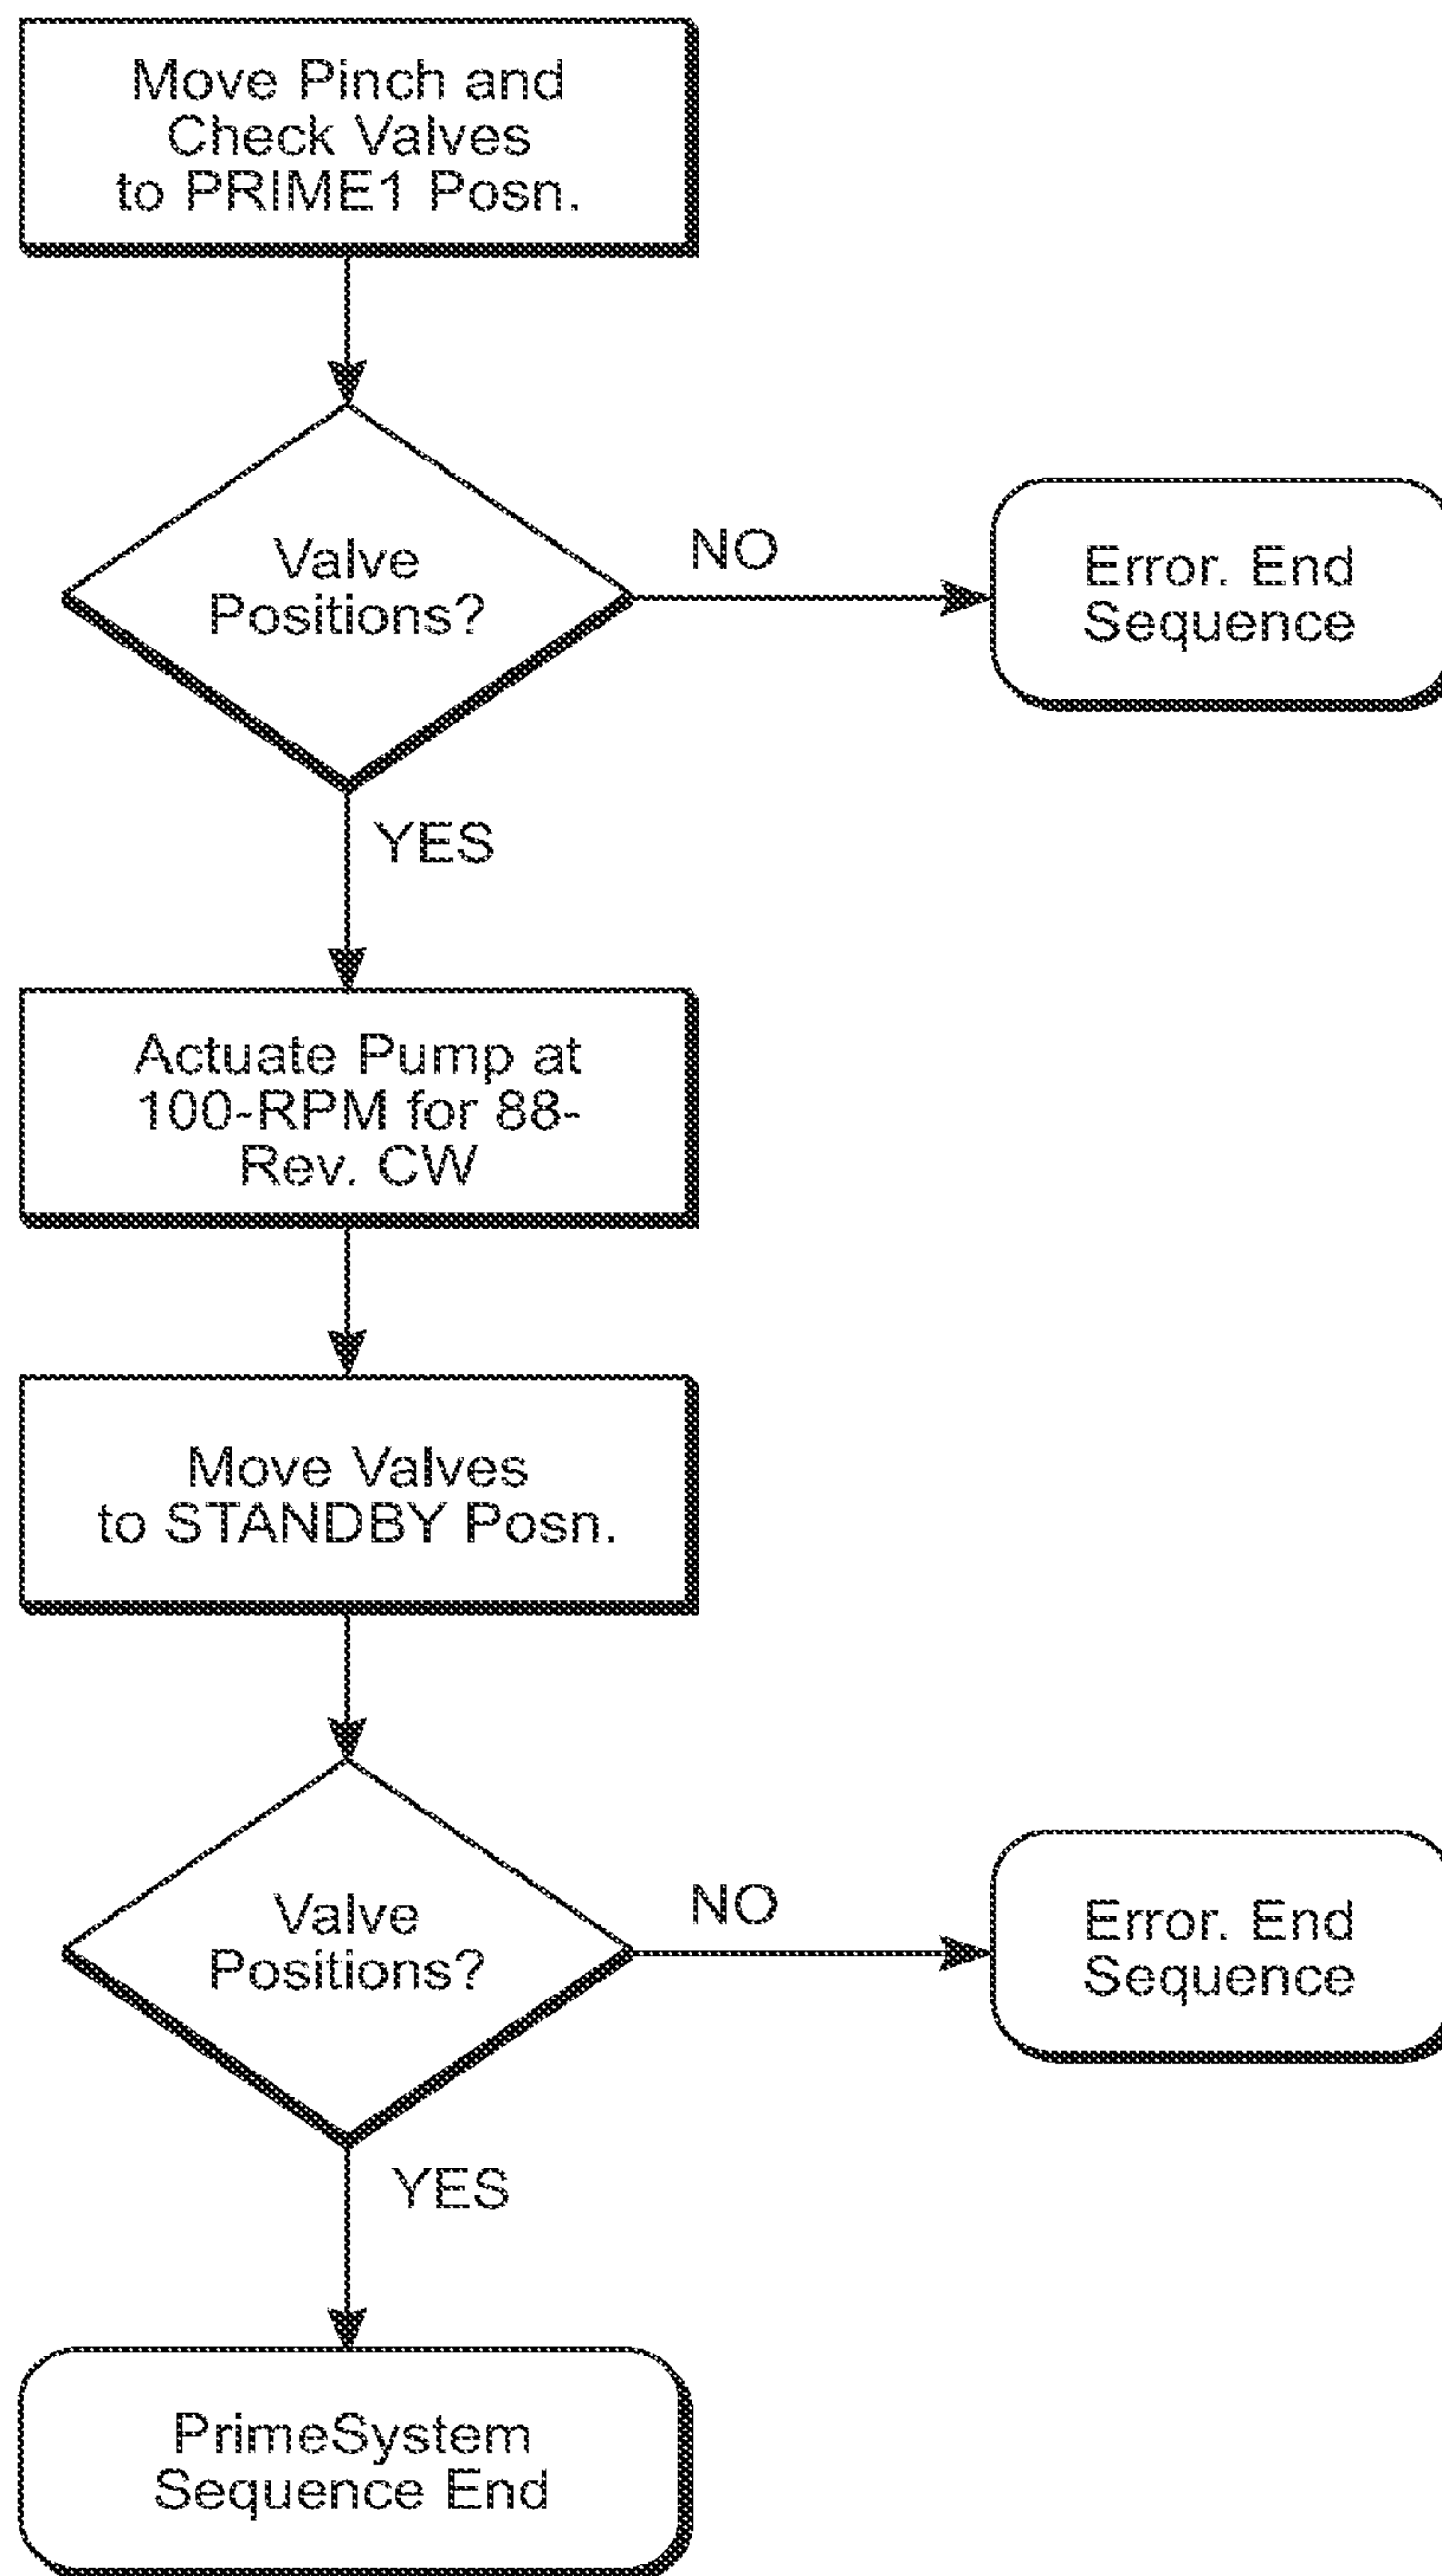 Move Pinch and
Check Valves
to PRIME1 Posn.
Valve
Positions?
NO
Error. End
Sequence
YES
Actuate Pump at
100-RPM for 88-
Rev. CW
Move Valves
to STANDBY Posn.
Valve
Positions?
NO
Error. End
Sequence
YES
PrimeSystem
Sequence End